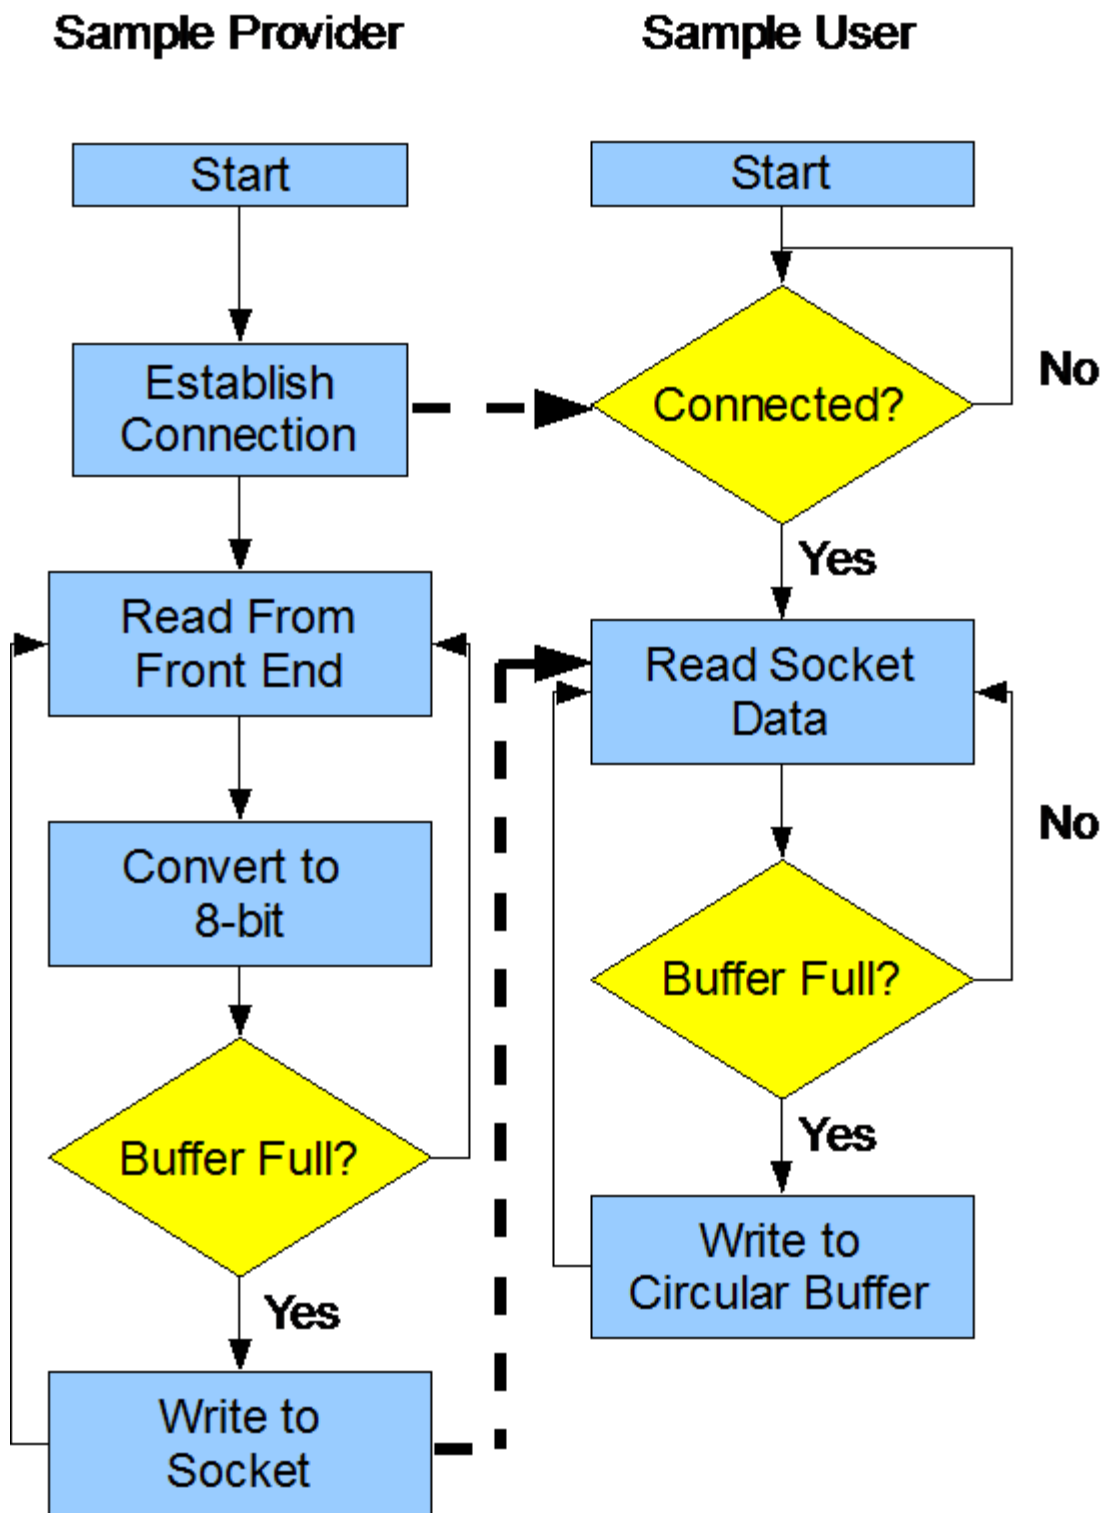 Sample Provider
Start
Establish
Connection
Read From
Front End
Convert to
8-bit
Buffer Full?
Yes
Write to
Socket
Sample User
Start
Connected?
No
Yes
Read Socket
Data
No
Buffer Full?
Yes
Write to
Circular Buffer